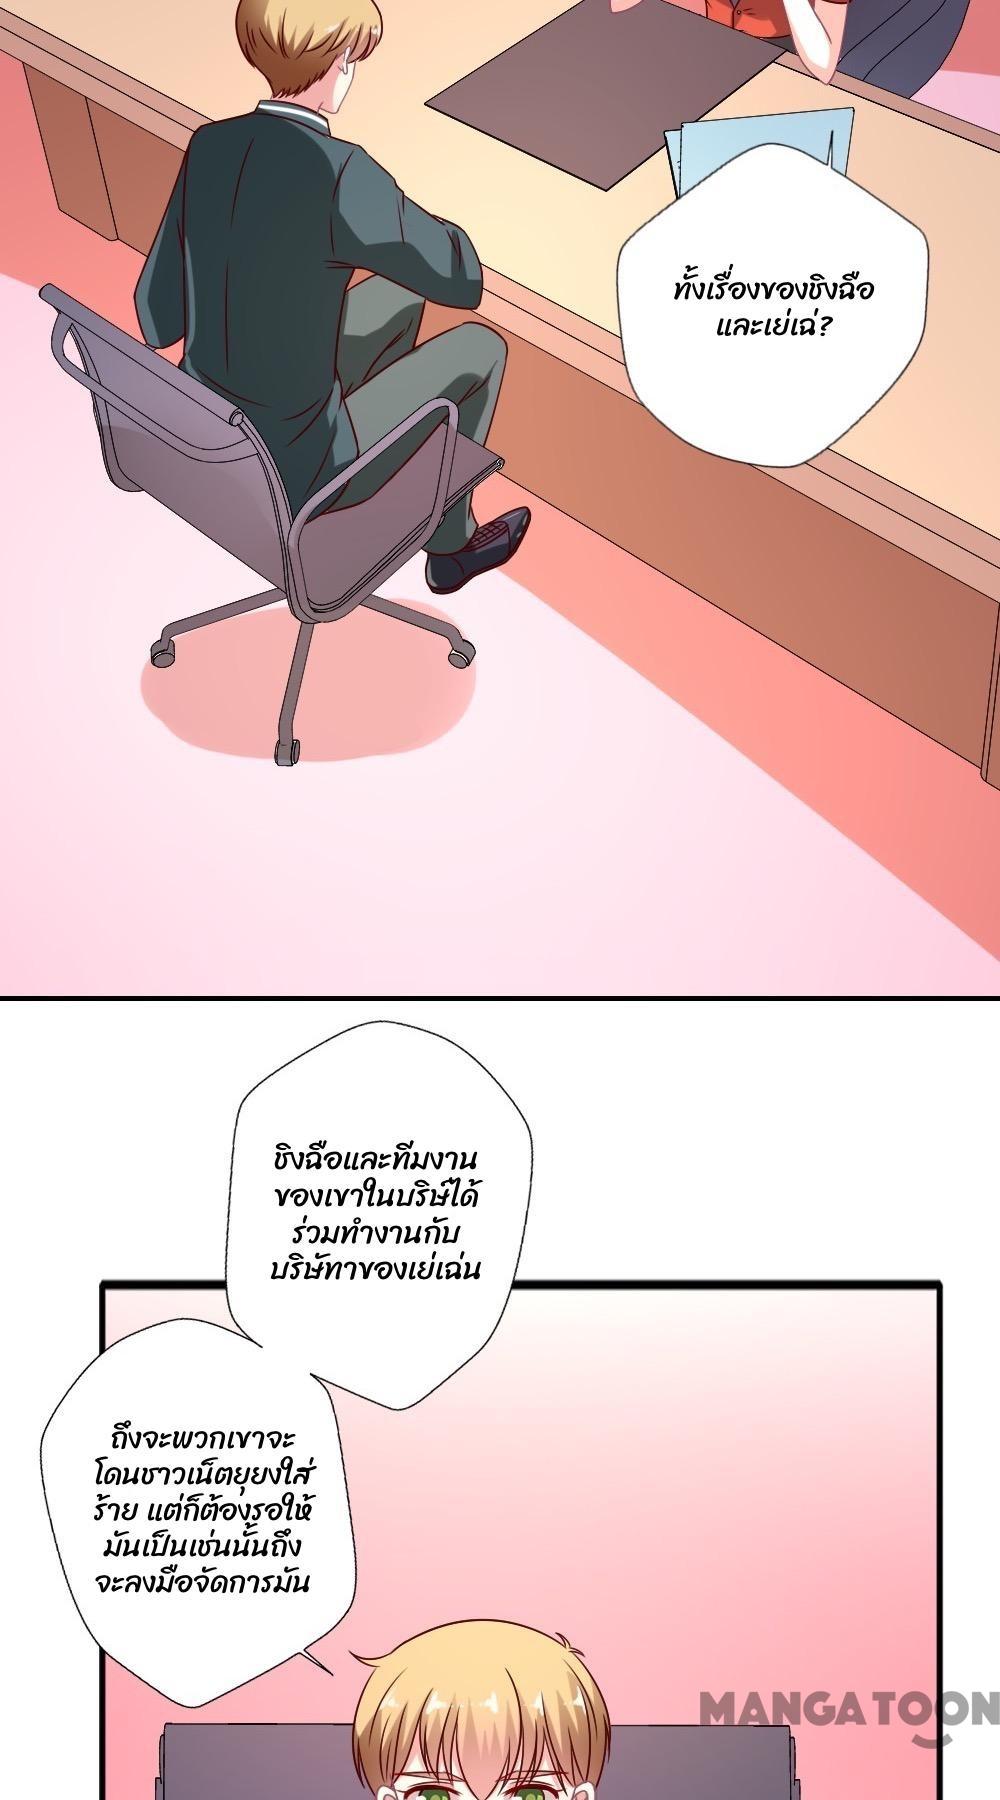 ทั้งเรื่องของชิงฉือ
และเย่เฉ่?
ชิงฉือและทีมงาน
ของเขาในบริษ์ได้
ร่วมทำงานกับ
บริษัทาของเย่เฉ่น
ถึงจะพวกเขาจะ
โดนชาวเน็ตยุยงใส่
ร้าย แต่ก็ต้องรอให้
มันเป็นเช่นนั้นถึง
จะลงมือจัดการมัน
MANGATOON